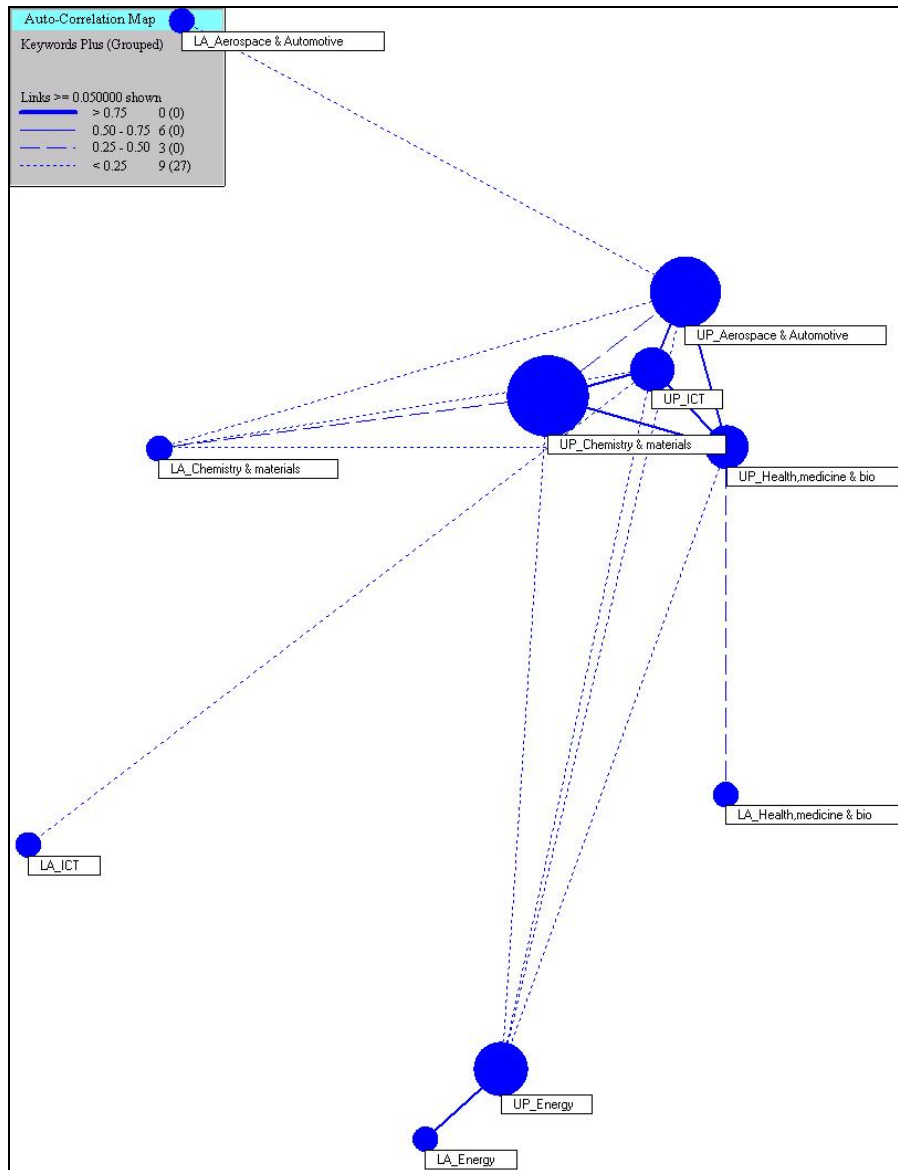 Auto-Correlation Map
Keywords Plus (Grouped)
Links >= 0.050000 shown
> 0.75 0 (0)
0.50 - 0.75 6 (0)
0.25 - 0.50 3 (0)
< 0.25 9 (27)
LA_Aerospace & Automotive
UP_Aerospace & Automotive
UP_ICT
UP_Chemistry & materials
LA_Chemistry & materials
UP_Health,medicine & bio
LA_Health,medicine & bio
LA_ICT
UP_Energy
LA_Energy